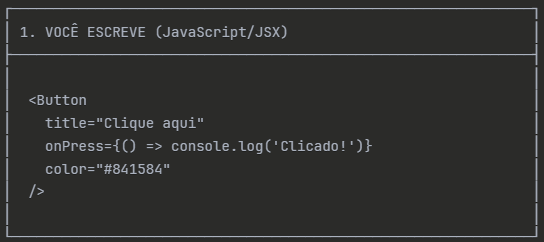 1. VOCÊ ESCREVE (JavaScript/JSX)
<Button
title="Clique aqui"
onPress={() => console.log('Clicado!')}
color="#841584"
/>